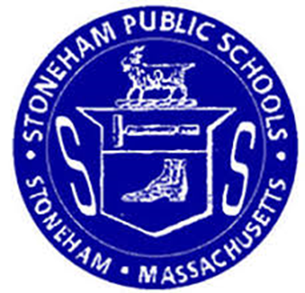 · STONEHAM PUBLIC SCHOOLS ·
S S
STONEHAM · MASSACHUSETTS